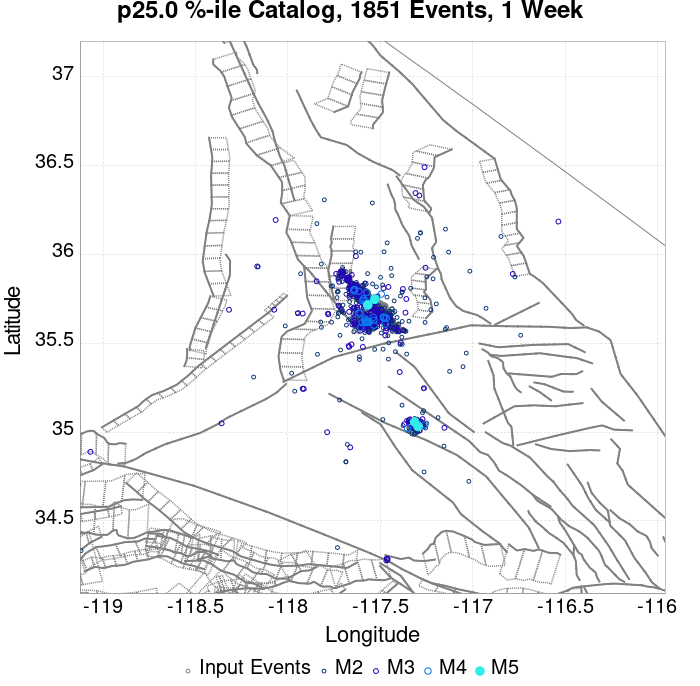 p25.0 %-ile Catalog, 1851 Events, 1 Week
37
36.5
36
35.5
35
34.5
Latitude
-119
-118.5
-118
-117.5
-117
-116.5
-116
Longitude
Input Events
M2
M3
M4
M5